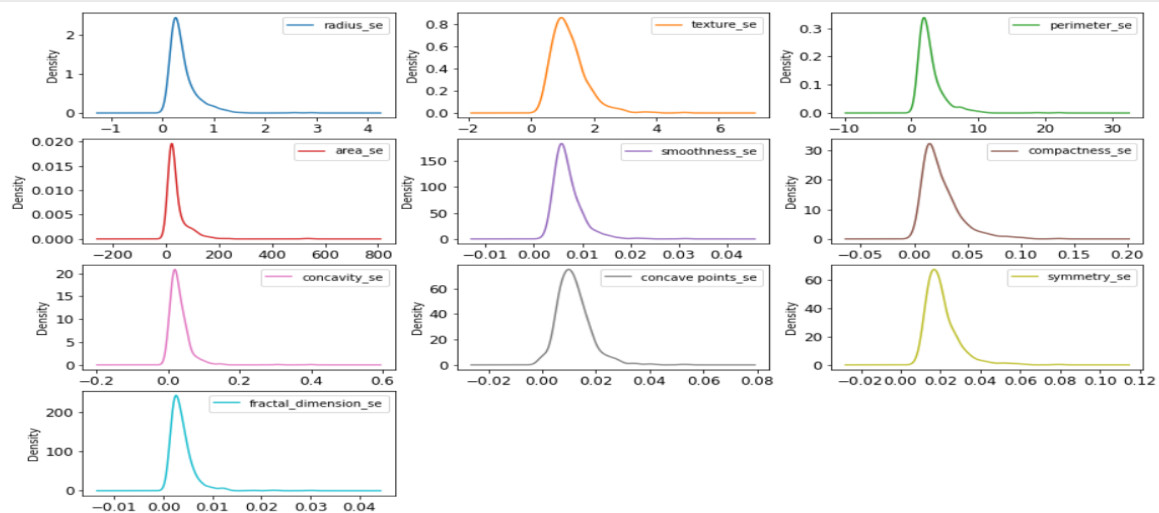 Density
2
1
0
radius_se
−1 0 1 2 3 4
Density
0.8
0.6
0.4
0.2
0.0
texture_se
−2 0 2 4 6
Density
0.3
0.2
0.1
0.0
perimeter_se
−10 0 10 20 30
Density
0.020
0.015
0.010
0.005
0.000
area_se
−200 0 200 400 600 800
Density
150
100
50
0
smoothness_se
−0.01 0.00 0.01 0.02 0.03 0.04
Density
30
20
10
0
compactness_se
−0.05 0.00 0.05 0.10 0.15 0.20
Density
20
15
10
5
0
concavity_se
−0.2 0.0 0.2 0.4 0.6
Density
60
40
20
0
concave points_se
−0.02 0.00 0.02 0.04 0.06 0.08
Density
60
40
20
0
symmetry_se
−0.02 0.00 0.02 0.04 0.06 0.08 0.10 0.12
Density
200
100
0
fractal_dimension_se
−0.01 0.00 0.01 0.02 0.03 0.04